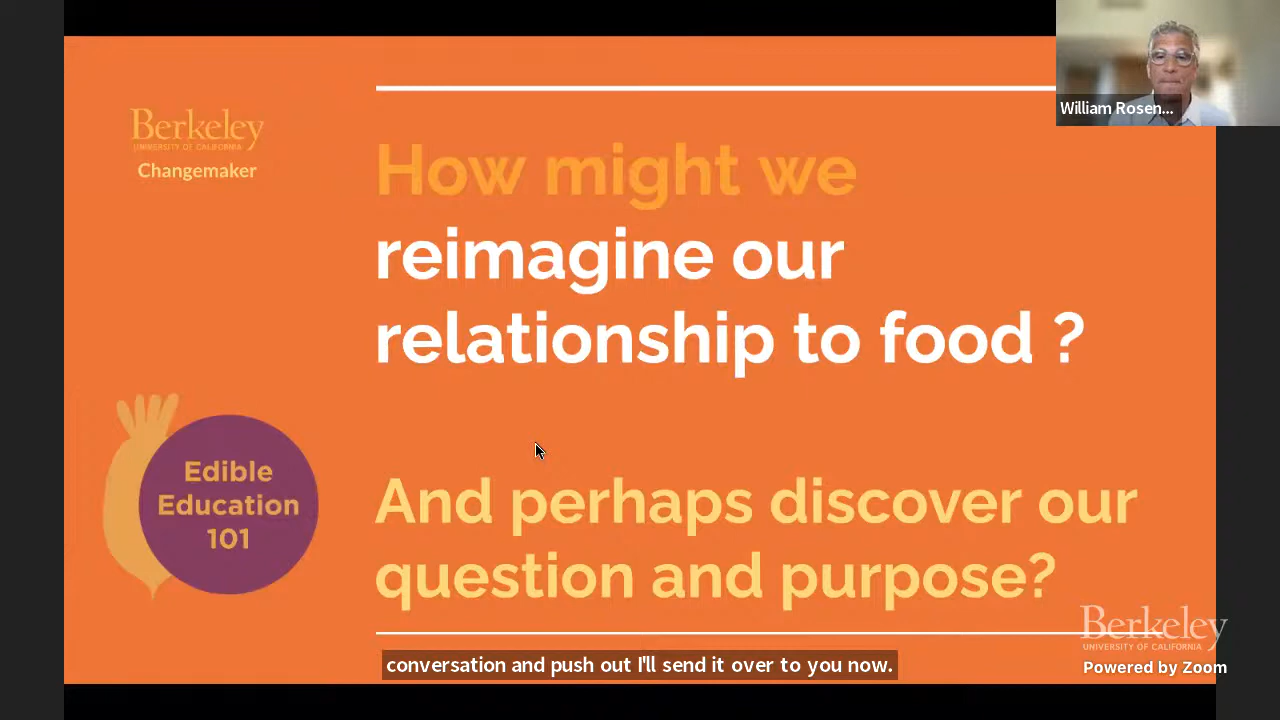 Berkeley
UNIVERSITY OF CALIFORNIA
Changemaker
How might we
reimagine our
relationship to food ?
And perhaps discover our
question and purpose?
Edible
Education
101
William Rosen...
Berkeley
UNIVERSITY OF CALIFORNIA
Powered by Zoom
conversation and push out I'll send it over to you now.